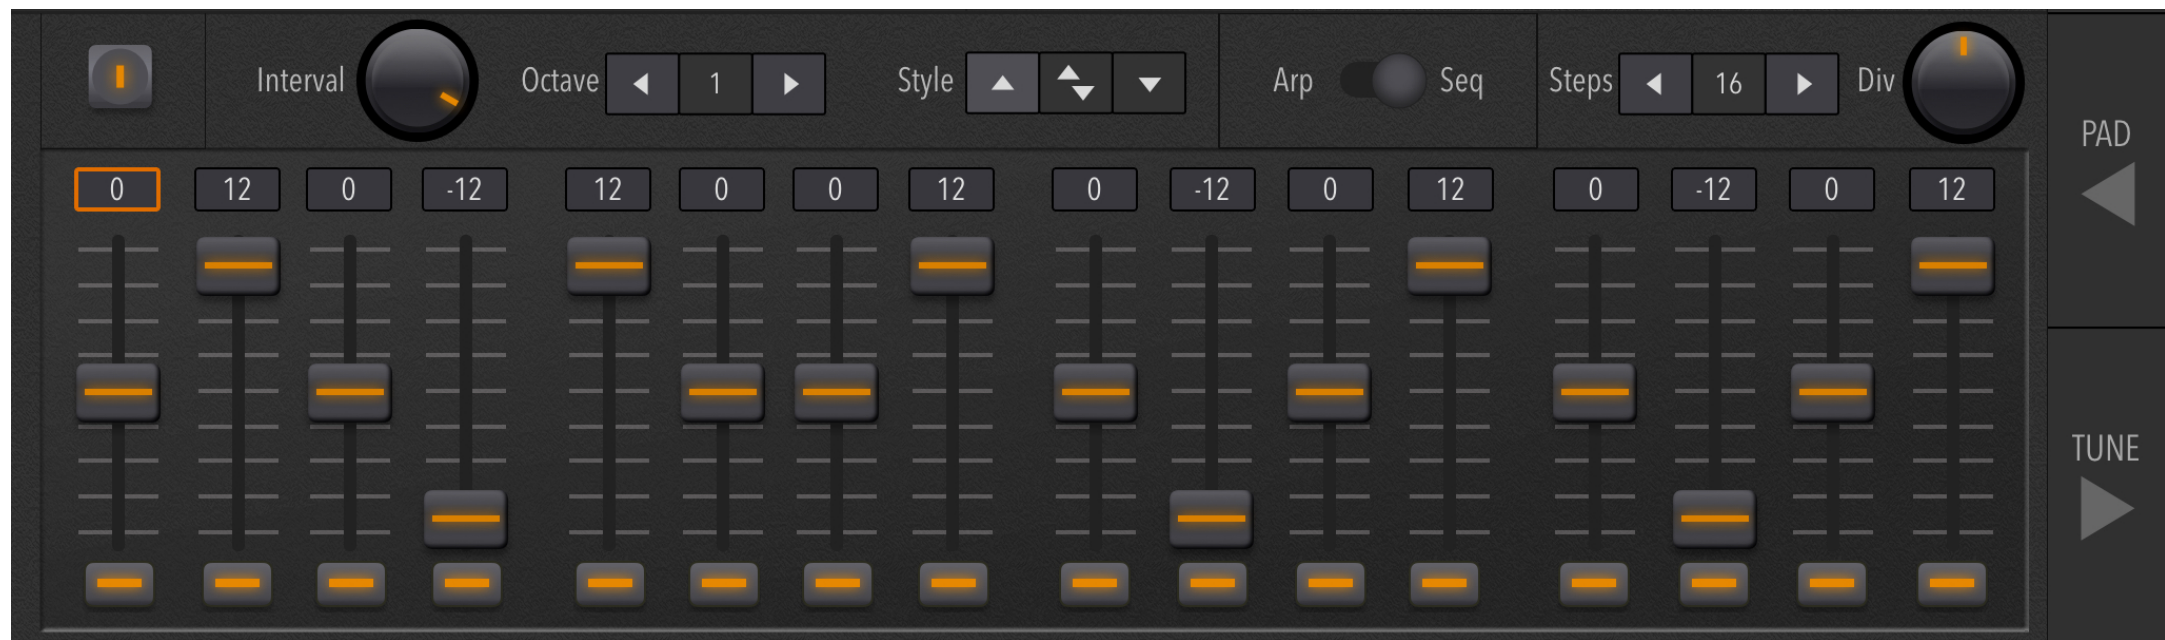 Interval Octave 1 Style Arp Seq Steps 16 Div
PAD
0 12 0 -12 12 0 0 12 0 -12 0 12 0 -12 0 12
TUNE